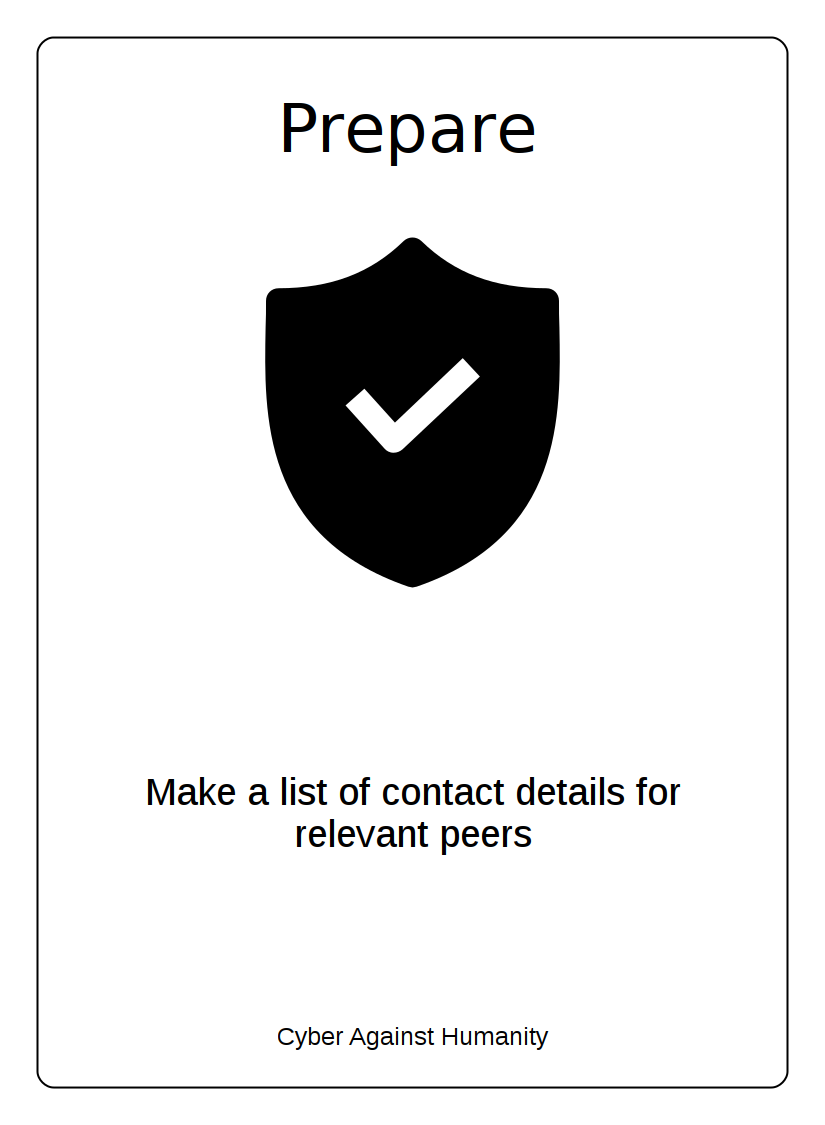 Prepare
Make a list of contact details for
relevant peers
Cyber Against Humanity